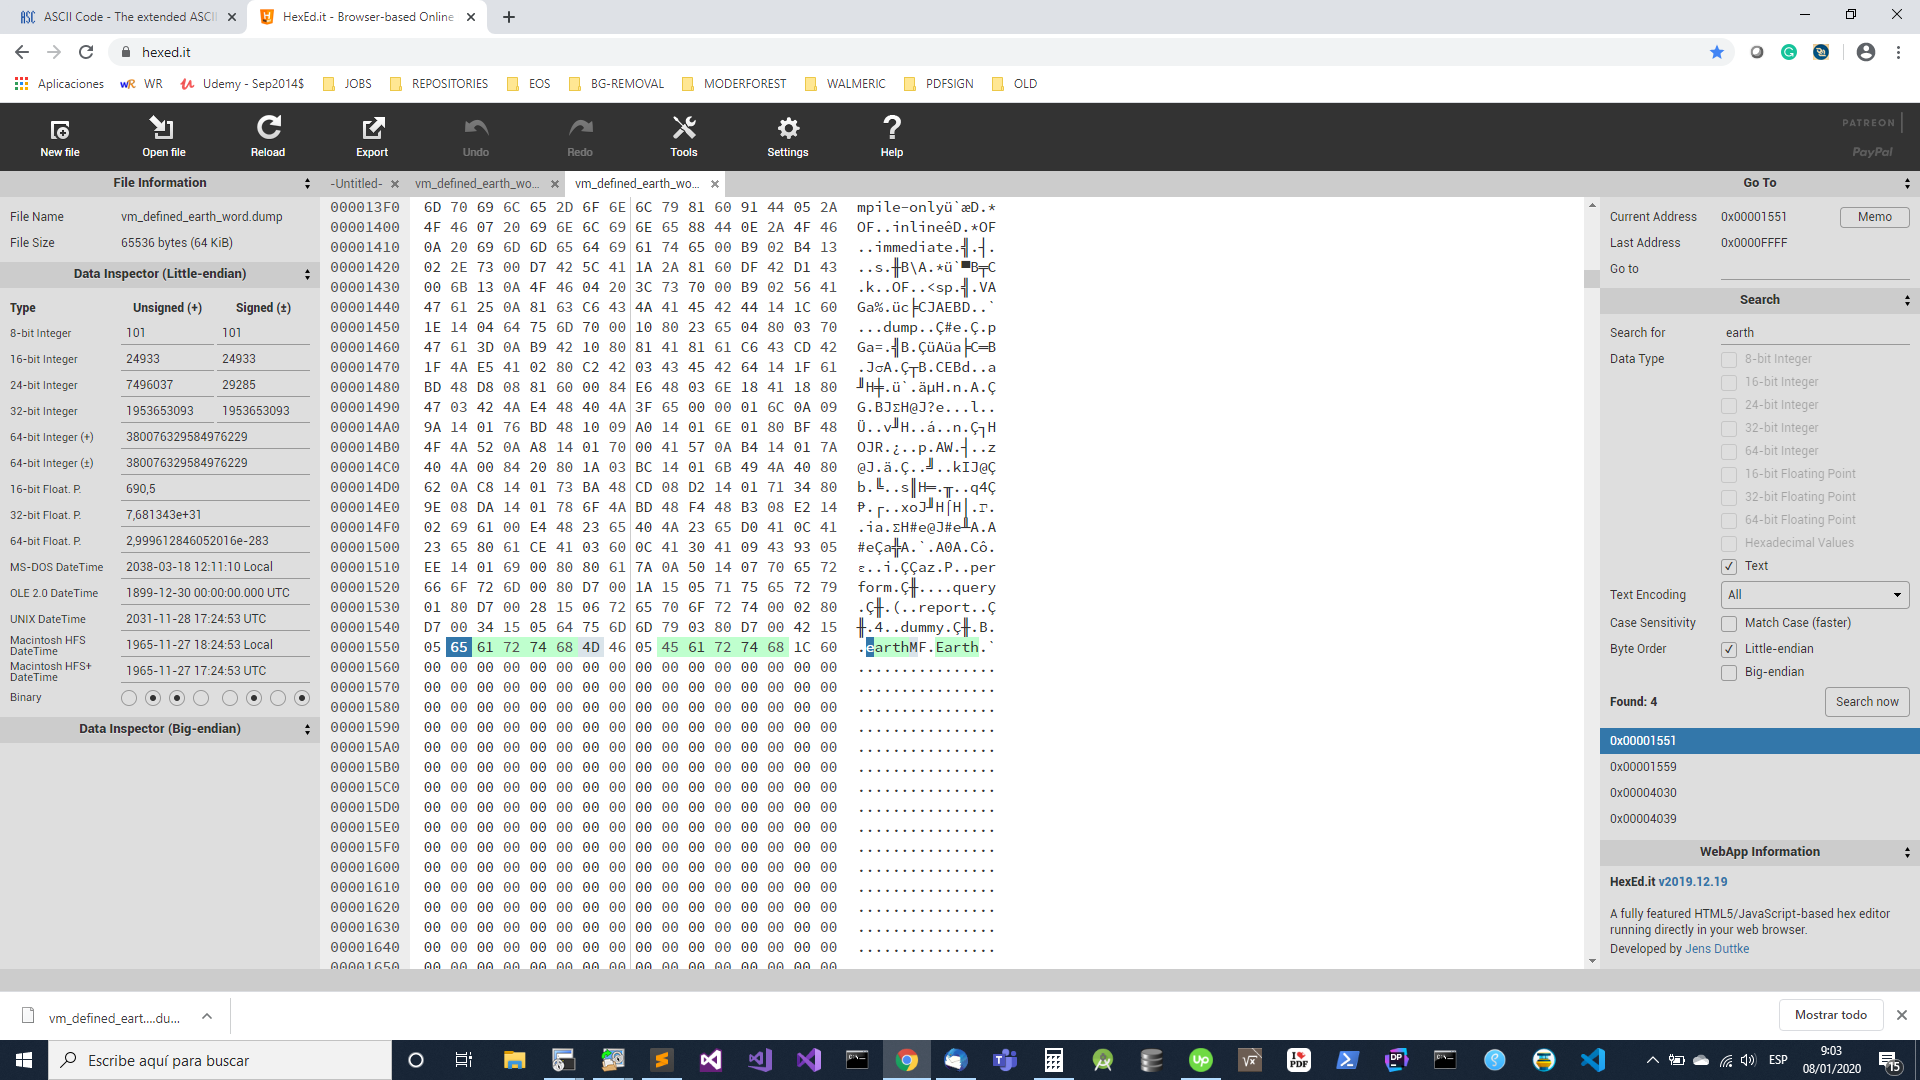 ASCII Code - The extended ASCII
HexEd.it - Browser-based Online
hexed.it
Aplicaciones WR Udemy - Sep2014$ JOBS REPOSITORIES EOS BG-REMOVAL MODERFOREST WALMERIC PDFSIGN OLD
New file Open file Reload Export Undo Redo Tools Settings Help
PATREON
PayPal
File Information
File Name vm_defined_earth_word.dump
File Size 65536 bytes (64 KiB)
Data Inspector (Little-endian)
Type Unsigned (+) Signed (±)
8-bit Integer 101 101
16-bit Integer 24933 24933
24-bit Integer 7496037 29285
32-bit Integer 1953653093 1953653093
64-bit Integer (+) 380076329584976229
64-bit Integer (±) 380076329584976229
16-bit Float. P. 690,5
32-bit Float. P. 7,681343e+31
64-bit Float. P. 2,999612846052016e-283
MS-DOS DateTime 2038-03-18 12:11:10 Local
OLE 2.0 DateTime 1899-12-30 00:00:00.000 UTC
UNIX DateTime 2031-11-28 17:24:53 UTC
Macintosh HFS DateTime 1965-11-28 17:24:53 Local
Macintosh HFS+ DateTime 1965-11-27 17:24:53 UTC
Binary
Data Inspector (Big-endian)
-Untitled- vm_defined_earth_wo... vm_defined_earth_wo...
000013F0 6D 70 69 6C 65 2D 6F 6E 6C 79 81 60 91 44 05 2A mpile-onlyü`æD.*
00001400 4F 46 07 20 69 6E 6C 69 6E 65 88 44 0E 2A 4F 46 OF..inlineêD.*OF
00001410 0A 20 69 6D 6D 65 64 69 61 74 65 00 B9 02 B4 13 ..immediate.╣.┤.
00001420 02 2E 73 00 D7 42 5C 41 1A 2A 81 60 DF 42 D1 43 ..s.╫B\A.*ü`▀B╤C
00001430 00 6B 13 0A 4F 46 04 20 3C 73 70 00 B9 02 56 41 .k..OF..<sp.╣.VA
00001440 47 61 25 0A 81 63 C6 43 4A 41 45 42 44 14 1C 60 Ga%.üc╞CJAEBD..`
00001450 1E 14 04 64 75 6D 70 00 10 80 23 65 04 80 03 70 ...dump..Ç#e.Ç.p
00001460 47 61 3D 0A B9 42 10 80 81 41 81 61 C6 43 CD 42 Ga=.╣B.ÇüAüa╞C═B
00001470 1F 4A E5 41 02 80 C2 42 03 43 45 42 64 14 1F 61 .JσA.Ç┬B.CEBd..a
00001480 BD 48 D8 08 81 60 00 84 E6 48 03 6E 18 41 18 80 ╜H╪.ü`.äµH.n.A.Ç
00001490 47 03 42 4A E4 48 40 4A 3F 65 00 00 01 6C 0A 09 G.BJΣH@J?e...l..
000014A0 9A 14 01 76 BD 48 10 09 A0 14 01 6E 01 80 BF 48 Ü..v╜H..á..n.Ç┐H
000014B0 4F 4A 52 0A A8 14 01 70 00 41 57 0A B4 14 01 7A OJR.¿..p.AW.┤..z
000014C0 40 4A 00 84 20 80 1A 03 BC 14 01 6B 49 4A 40 80 @J.ä.Ç..╝..kIJ@Ç
000014D0 62 0A C8 14 01 73 BA 48 CD 08 D2 14 01 71 34 80 b.╚..s║H═.╥..q4Ç
000014E0 9E 08 DA 14 01 78 6F 4A BD 48 F4 48 B3 08 E2 14 ₧.┌..xoJ╜H⌠H│.Γ.
000014F0 02 69 61 00 E4 48 23 65 40 4A 23 65 D0 41 0C 41 .ia.ΣH#e@J#e╨A.A
00001500 23 65 80 61 CE 41 03 60 0C 41 30 41 09 43 93 05 #eÇa╬A.`.A0A.Cô.
00001510 EE 14 01 69 00 80 80 61 7A 0A 50 14 07 70 65 72 ε..i.ÇÇaz.P..per
00001520 66 6F 72 6D 00 80 D7 00 1A 15 05 71 75 65 72 79 form.Ç╫....query
00001530 01 80 D7 00 28 15 06 72 65 70 6F 72 74 00 02 80 .Ç╫.(..report..Ç
00001540 D7 00 34 15 05 64 75 6D 6D 79 03 80 D7 00 42 15 ╫.4..dummy.Ç╫.B.
00001550 05 65 61 72 74 68 4D 46 05 45 61 72 74 68 1C 60 .earthMF.Earth.`
00001560 00 00 00 00 00 00 00 00 00 00 00 00 00 00 00 00 ................
00001570 00 00 00 00 00 00 00 00 00 00 00 00 00 00 00 00 ................
00001580 00 00 00 00 00 00 00 00 00 00 00 00 00 00 00 00 ................
00001590 00 00 00 00 00 00 00 00 00 00 00 00 00 00 00 00 ................
000015A0 00 00 00 00 00 00 00 00 00 00 00 00 00 00 00 00 ................
000015B0 00 00 00 00 00 00 00 00 00 00 00 00 00 00 00 00 ................
000015C0 00 00 00 00 00 00 00 00 00 00 00 00 00 00 00 00 ................
000015D0 00 00 00 00 00 00 00 00 00 00 00 00 00 00 00 00 ................
000015E0 00 00 00 00 00 00 00 00 00 00 00 00 00 00 00 00 ................
000015F0 00 00 00 00 00 00 00 00 00 00 00 00 00 00 00 00 ................
00001600 00 00 00 00 00 00 00 00 00 00 00 00 00 00 00 00 ................
00001610 00 00 00 00 00 00 00 00 00 00 00 00 00 00 00 00 ................
00001620 00 00 00 00 00 00 00 00 00 00 00 00 00 00 00 00 ................
00001630 00 00 00 00 00 00 00 00 00 00 00 00 00 00 00 00 ................
00001640 00 00 00 00 00 00 00 00 00 00 00 00 00 00 00 00 ................
00001650 00 00 00 00 00 00 00 00 00 00 00 00 00 00 00 00
Go To
Current Address 0x00001551 Memo
Last Address 0x0000FFFF
Go to
Search
Search for earth
Data Type 8-bit Integer
16-bit Integer
24-bit Integer
32-bit Integer
64-bit Integer
16-bit Floating Point
32-bit Floating Point
64-bit Floating Point
Hexadecimal Values
Text
Text Encoding All
Case Sensitivity Match Case (faster)
Byte Order Little-endian
Big-endian
Found: 4 Search now
0x00001551
0x00001559
0x00004030
0x00004039
WebApp Information
HexEd.it v2019.12.19
A fully featured HTML5/JavaScript-based hex editor
running directly in your web browser.
Developed by Jens Duttke
vm_defined_eart....du...
Mostrar todo
Escribe aquí para buscar
ESP
9:03
08/01/2020
15